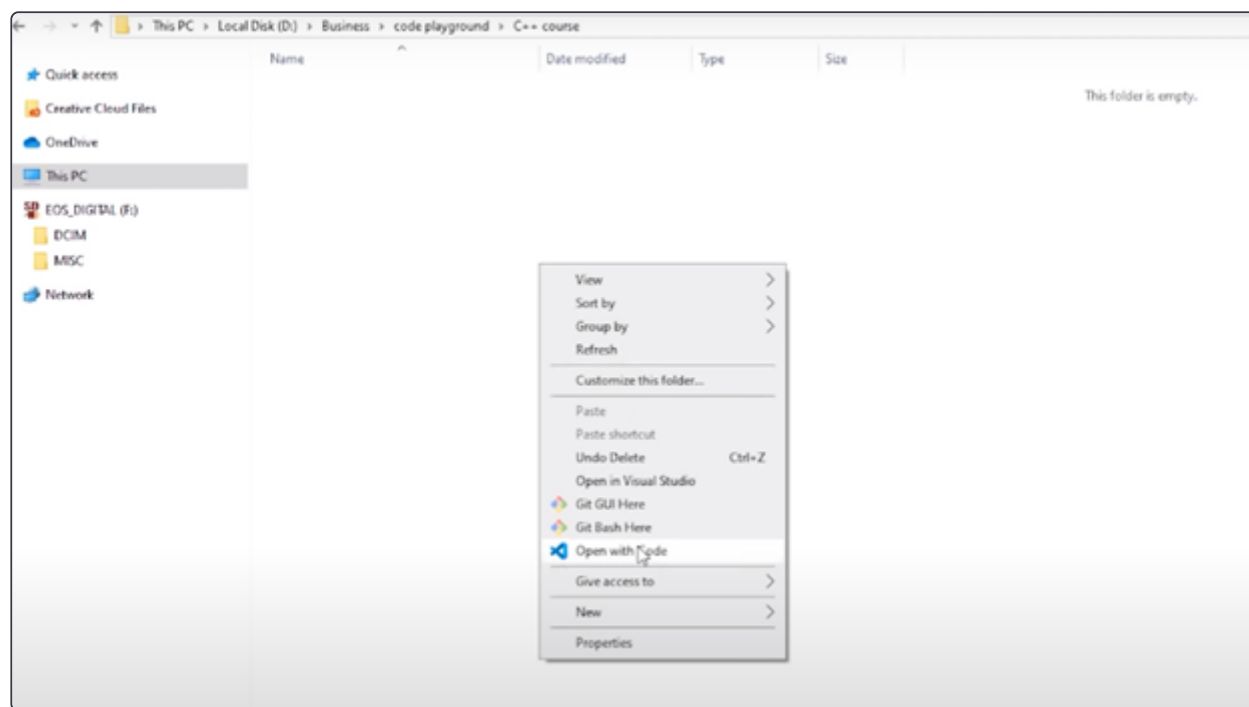 This PC > Local Disk (D:) > Business > code playground > C++ course
Name Date modified Type Size
This folder is empty.
Quick access
Creative Cloud Files
OneDrive
This PC
EOS_DIGITAL (F:)
DCIM
MISC
Network
View
Sort by
Group by
Refresh
Customize this folder...
Paste
Paste shortcut
Undo Delete Ctrl+Z
Open in Visual Studio
Git GUI Here
Git Bash Here
Open with Code
Give access to
New
Properties